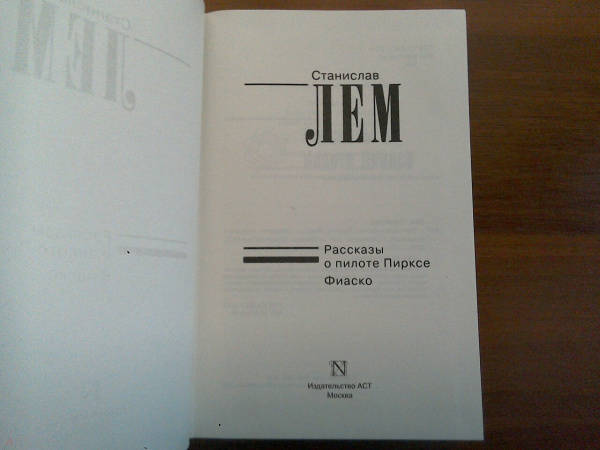 Станислав
ЛЕМ
Рассказы
о пилоте Пирксе
Фиаско
N
Издательство АСТ
Москва